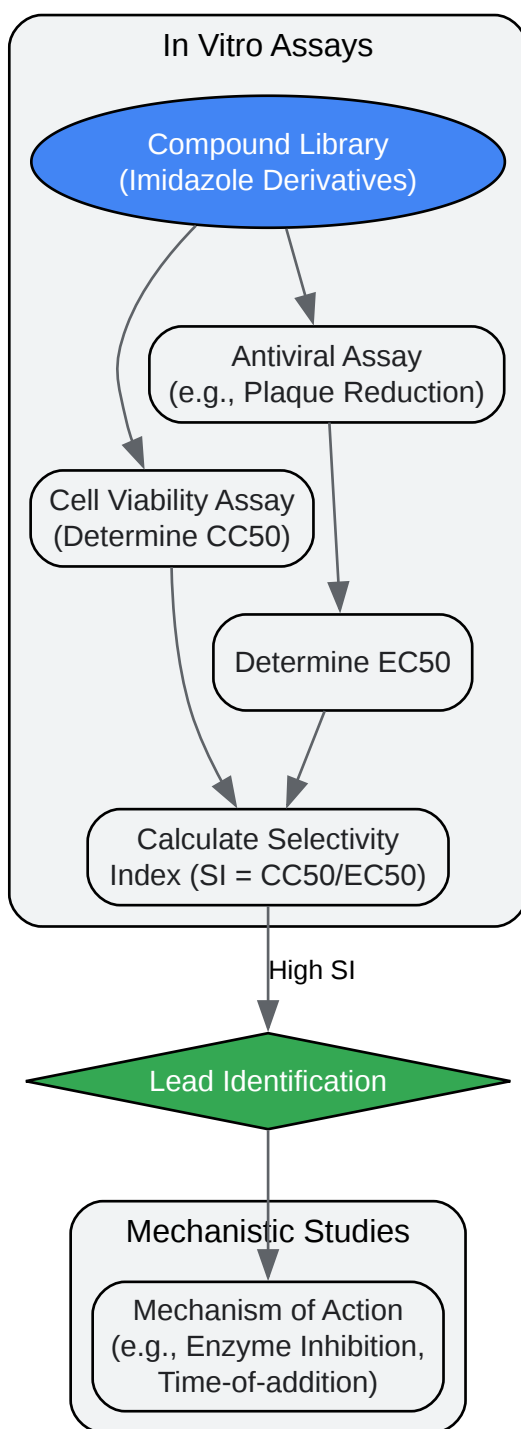 In Vitro Assays
Compound Library
(Imidazole Derivatives)
Antiviral Assay
(e.g., Plaque Reduction)
Cell Viability Assay
(Determine CC50)
Determine EC50
Calculate Selectivity
Index (SI = CC50/EC50)
High SI
Lead Identification
Mechanistic Studies
Mechanism of Action
(e.g., Enzyme Inhibition,
Time-of-addition)